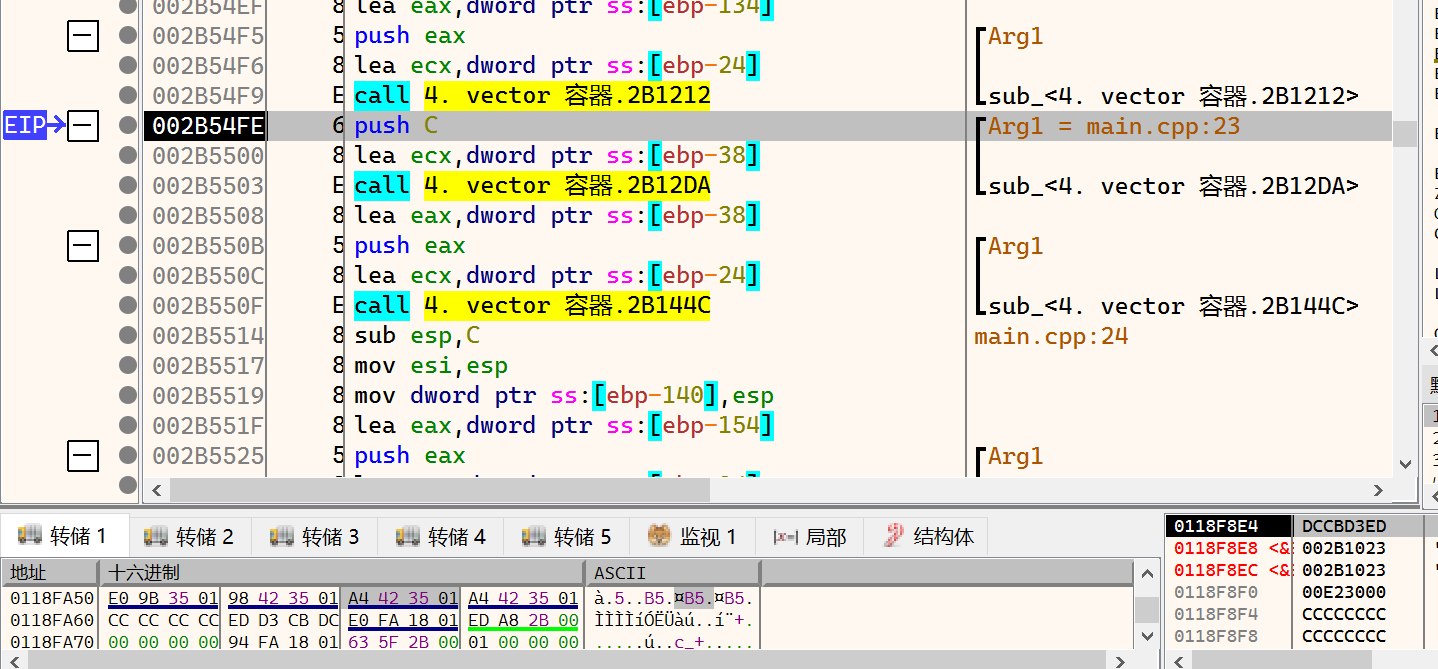 002B54EF 8 lea eax,dword ptr ss:[ebp-134]
002B54F5 5 push eax Arg1
002B54F6 8 lea ecx,dword ptr ss:[ebp-24]
002B54F9 E call 4. vector 容器.2B1212 sub_<4. vector 容器.2B1212>
EIP 002B54FE 6 push C Arg1 = main.cpp:23
002B5500 8 lea ecx,dword ptr ss:[ebp-38]
002B5503 E call 4. vector 容器.2B12DA sub_<4. vector 容器.2B12DA>
002B5508 8 lea eax,dword ptr ss:[ebp-38]
002B550B 5 push eax Arg1
002B550C 8 lea ecx,dword ptr ss:[ebp-24]
002B550F E call 4. vector 容器.2B144C sub_<4. vector 容器.2B144C>
002B5514 8 sub esp,C main.cpp:24
002B5517 8 mov esi,esp
002B5519 8 mov dword ptr ss:[ebp-140],esp
002B551F 8 lea eax,dword ptr ss:[ebp-154]
002B5525 5 push eax Arg1
转储 1 转储 2 转储 3 转储 4 转储 5 监视 1 [x=] 局部 结构体
地址 十六进制 ASCII
0118FA50 E0 9B 35 01 98 42 35 01 A4 42 35 01 A4 42 35 01 à.5..B5.¤B5.¤B5.
0118FA60 CC CC CC CC ED D3 CB DC E0 FA 18 01 ED A8 2B 00 ÌÌÌÌíÓËÜàú..í¨+.
0118FA70 00 00 00 00 94 FA 18 01 63 5F 2B 00 01 00 00 00 .....ú..c_+.....
0118F8E4 DCCBD3ED
0118F8E8 <& 002B1023
0118F8EC <& 002B1023
0118F8F0 00E23000
0118F8F4 CCCCCCCC
0118F8F8 CCCCCCCC